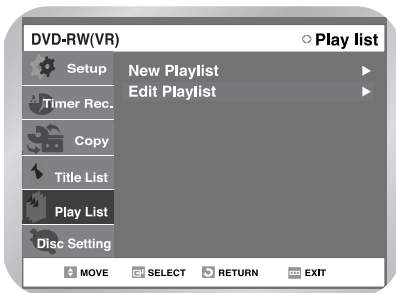 DVD-RW(VR)
Play list
Setup
New Playlist
Edit Playlist
Timer Rec.
Copy
Title List
Play List
Disc Setting
MOVE SELECT RETURN EXIT